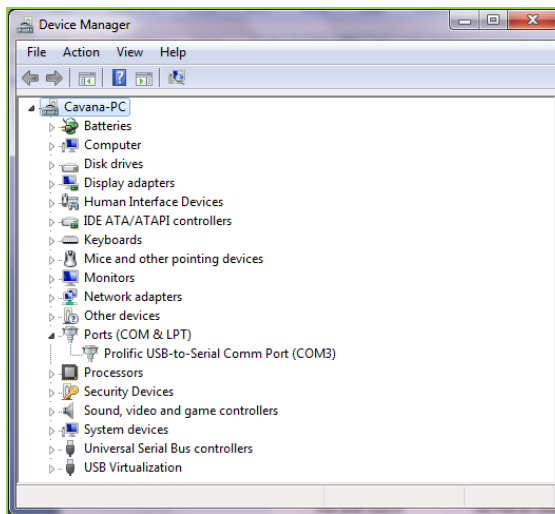 Device Manager
File Action View Help
Cavana-PC
Batteries
Computer
Disk drives
Display adapters
Human Interface Devices
IDE ATA/ATAPI controllers
Keyboards
Mice and other pointing devices
Monitors
Network adapters
Other devices
Ports (COM & LPT)
Prolific USB-to-Serial Comm Port (COM3)
Processors
Security Devices
Sound, video and game controllers
System devices
Universal Serial Bus controllers
USB Virtualization